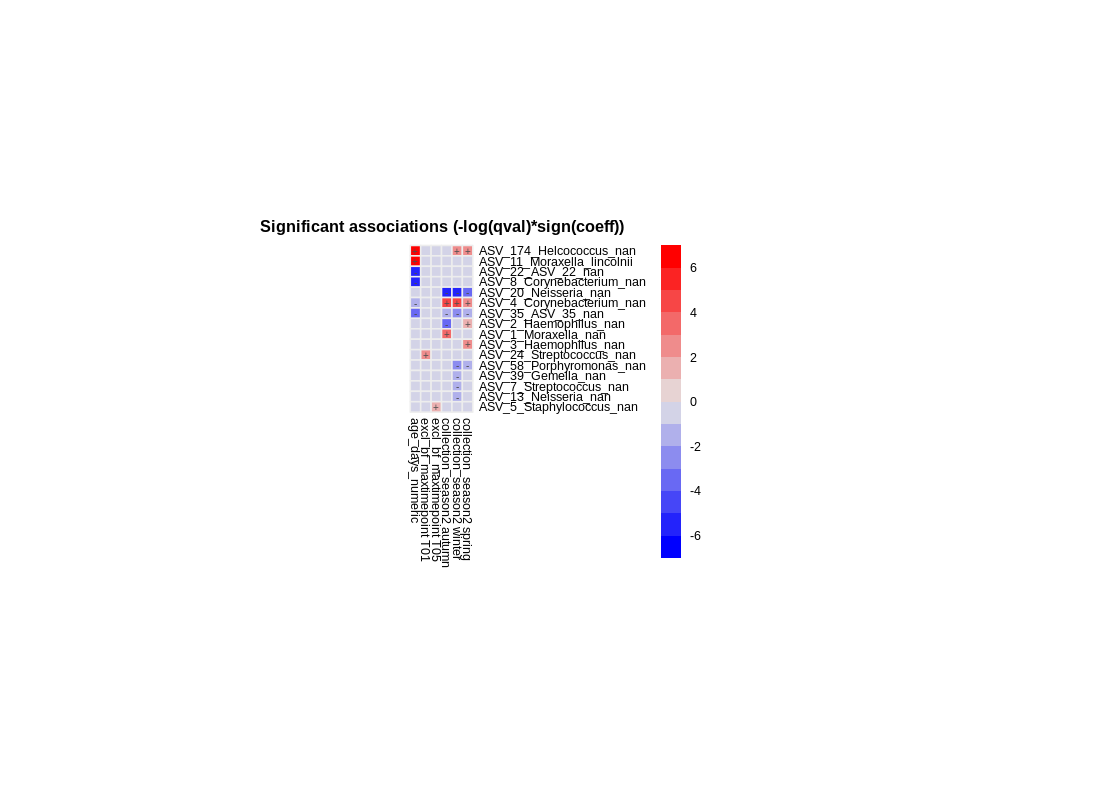 Significant associations (-log(qval)*sign(coeff))
+ + ASV_174_Helcococcus_nan
ASV_11_Moraxella_lincolnii
ASV_22_ASV_22_nan
ASV_8_Corynebacterium_nan
- ASV_20_Neisseria_nan
- + + + ASV_4_Corynebacterium_nan
- - - - ASV_35_ASV_35_nan
- + ASV_2_Haemophilus_nan
+ ASV_1_Moraxella_nan
+ ASV_3_Haemophilus_nan
+ ASV_24_Streptococcus_nan
- - ASV_58_Porphyromonas_nan
- ASV_39_Gemella_nan
- ASV_7_Streptococcus_nan
- ASV_13_Neisseria_nan
+ ASV_5_Staphylococcus_nan
age_days_numeric
excl_bf_maxtimepoint T01
excl_bf_maxtimepoint T05
collection_season2 autumn
collection_season2 winter
collection_season2 spring
6
4
2
0
-2
-4
-6